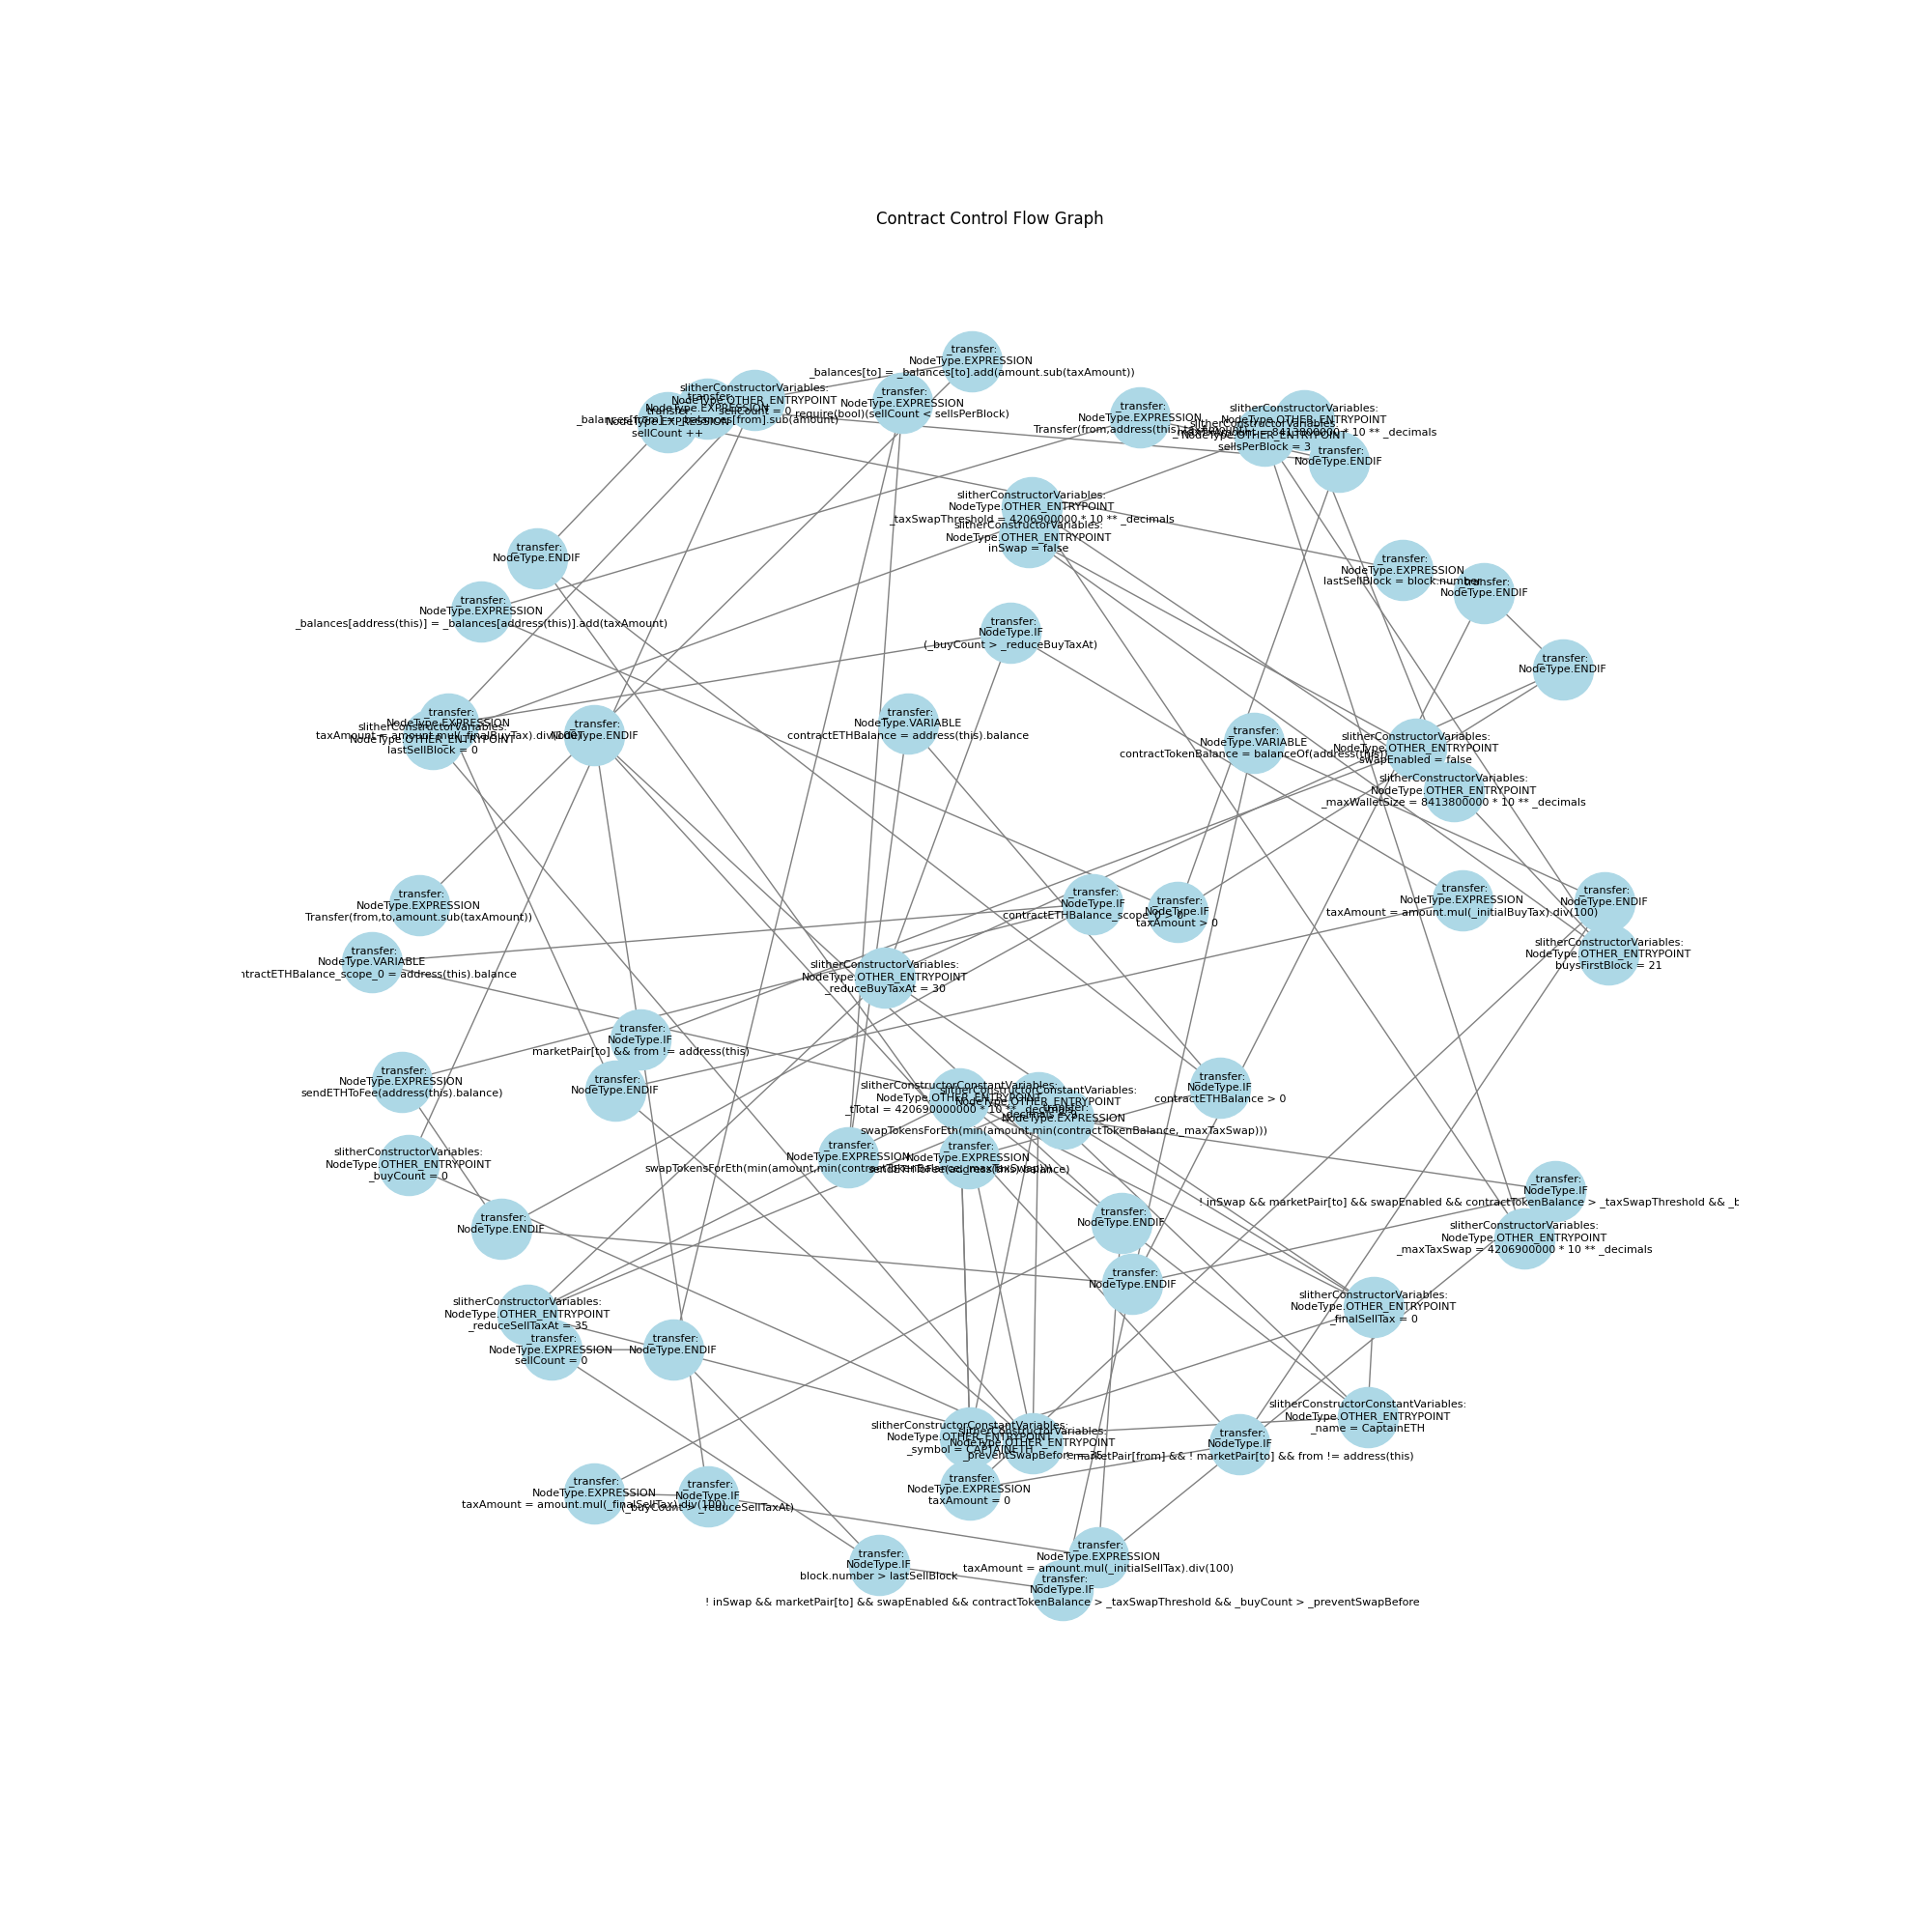 Contract Control Flow Graph
_transfer:
NodeType.EXPRESSION
_balances[to] = _balances[to].add(amount.sub(taxAmount))
slitherConstructorVariables:
NodeType.OTHER_ENTRYPOINT
sellCount = 0
_transfer:
NodeType.EXPRESSION
_balances[from] = _balances[from].sub(amount)
_transfer:
NodeType.EXPRESSION
sellCount ++
_transfer:
NodeType.EXPRESSION
require(bool)(sellCount < sellsPerBlock)
_transfer:
NodeType.EXPRESSION
Transfer(from,address(this),taxAmount)
slitherConstructorVariables:
NodeType.OTHER_ENTRYPOINT
= 8413800000 * 10 ** _decimals
slitherConstructorVariables:
NodeType.OTHER_ENTRYPOINT
sellsPerBlock = 3
_transfer:
NodeType.ENDIF
slitherConstructorVariables:
NodeType.OTHER_ENTRYPOINT
_taxSwapThreshold = 4206900000 * 10 ** _decimals
slitherConstructorVariables:
NodeType.OTHER_ENTRYPOINT
inSwap = false
_transfer:
NodeType.ENDIF
_transfer:
NodeType.EXPRESSION
lastSellBlock = block.number
_transfer:
NodeType.ENDIF
_transfer:
NodeType.EXPRESSION
_balances[address(this)] = _balances[address(this)].add(taxAmount)
_transfer:
NodeType.IF
(_buyCount > _reduceBuyTaxAt)
_transfer:
NodeType.ENDIF
_transfer:
NodeType.EXPRESSION
taxAmount = amount.mul(_finalBuyTax).div(100)
slitherConstructorVariables:
NodeType.OTHER_ENTRYPOINT
lastSellBlock = 0
_transfer:
NodeType.ENDIF
_transfer:
NodeType.VARIABLE
contractETHBalance = address(this).balance
_transfer:
NodeType.VARIABLE
contractTokenBalance = balanceOf(address(this))
slitherConstructorVariables:
NodeType.OTHER_ENTRYPOINT
swapEnabled = false
slitherConstructorVariables:
NodeType.OTHER_ENTRYPOINT
_maxWalletSize = 8413800000 * 10 ** _decimals
_transfer:
NodeType.EXPRESSION
Transfer(from,to,amount.sub(taxAmount))
_transfer:
NodeType.IF
contractETHBalance_scope_0 > 0
_transfer:
NodeType.IF
taxAmount > 0
_transfer:
NodeType.EXPRESSION
taxAmount = amount.mul(_initialBuyTax).div(100)
_transfer:
NodeType.ENDIF
slitherConstructorVariables:
NodeType.OTHER_ENTRYPOINT
buysFirstBlock = 21
_transfer:
NodeType.VARIABLE
ntractETHBalance_scope_0 = address(this).balance
slitherConstructorVariables:
NodeType.OTHER_ENTRYPOINT
_reduceBuyTaxAt = 30
_transfer:
NodeType.IF
marketPair[to] && from != address(this)
_transfer:
NodeType.EXPRESSION
sendETHToFee(address(this).balance)
_transfer:
NodeType.ENDIF
slitherConstructorConstantVariables:
NodeType.OTHER_ENTRYPOINT
_tTotal = 420690000000 * 10 ** _decimals
slitherConstructorConstantVariables:
NodeType.OTHER_ENTRYPOINT
_transfer:
NodeType.EXPRESSION
swapTokensForEth(min(amount,min(contractTokenBalance,_maxTaxSwap)))
_transfer:
NodeType.IF
contractETHBalance > 0
_transfer:
NodeType.EXPRESSION
swapTokensForEth(min(amount,min(contractTokenBalance,_maxTaxSwap)))
_transfer:
NodeType.EXPRESSION
sendETHToFee(address(this).balance)
slitherConstructorVariables:
NodeType.OTHER_ENTRYPOINT
_buyCount = 0
_transfer:
NodeType.IF
! inSwap && marketPair[to] && swapEnabled && contractTokenBalance > _taxSwapThreshold && _b
_transfer:
NodeType.ENDIF
_transfer:
NodeType.ENDIF
slitherConstructorVariables:
NodeType.OTHER_ENTRYPOINT
_maxTaxSwap = 4206900000 * 10 ** _decimals
_transfer:
NodeType.ENDIF
slitherConstructorVariables:
NodeType.OTHER_ENTRYPOINT
_finalSellTax = 0
slitherConstructorVariables:
NodeType.OTHER_ENTRYPOINT
_reduceSellTaxAt = 35
_transfer:
NodeType.EXPRESSION
sellCount = 0
_transfer:
NodeType.ENDIF
slitherConstructorConstantVariables:
NodeType.OTHER_ENTRYPOINT
_name = CaptainETH
slitherConstructorConstantVariables:
NodeType.OTHER_ENTRYPOINT
_symbol = CAPTAINETH
slitherConstructorVariables:
NodeType.OTHER_ENTRYPOINT
_preventSwapBefore = 35
_transfer:
NodeType.IF
marketPair[from] && ! marketPair[to] && from != address(this)
_transfer:
NodeType.EXPRESSION
taxAmount = 0
_transfer:
NodeType.EXPRESSION
taxAmount = amount.mul(_finalSellTax).div(100)
_transfer:
NodeType.IF
(_buyCount > _reduceSellTaxAt)
_transfer:
NodeType.IF
block.number > lastSellBlock
_transfer:
NodeType.EXPRESSION
taxAmount = amount.mul(_initialSellTax).div(100)
_transfer:
NodeType.IF
! inSwap && marketPair[to] && swapEnabled && contractTokenBalance > _taxSwapThreshold && _buyCount > _preventSwapBefore